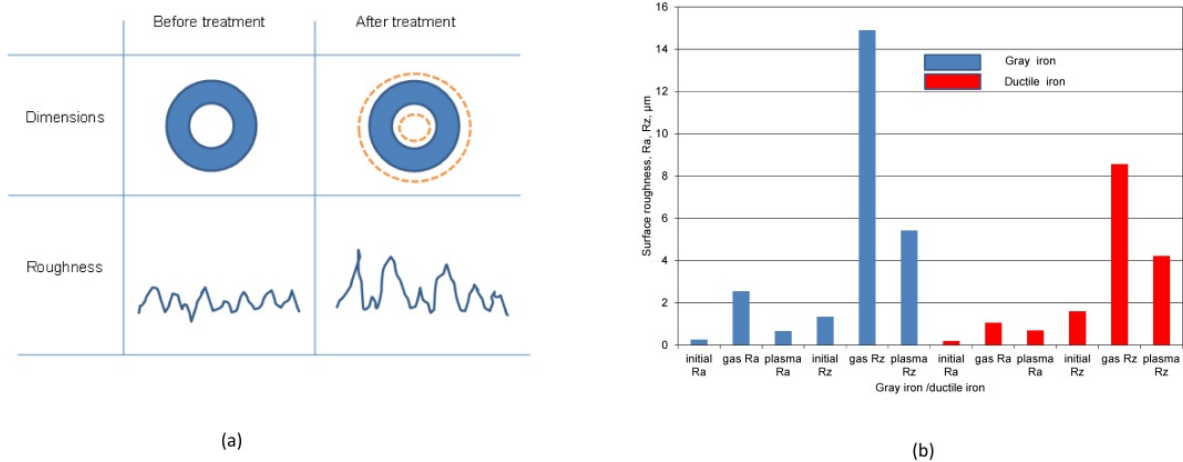 Before treatment
After treatment
Dimensions
Roughness
(a)
Surface roughness, Ra, Rz, µm
16
14
12
10
8
6
4
2
0
Gray iron
Ductile iron
initial Ra
gas Ra
plasma Ra
initial Rz
gas Rz
plasma Rz
initial Ra
gas Ra
plasma Ra
initial Rz
gas Rz
plasma Rz
Gray iron /ductile iron
(b)